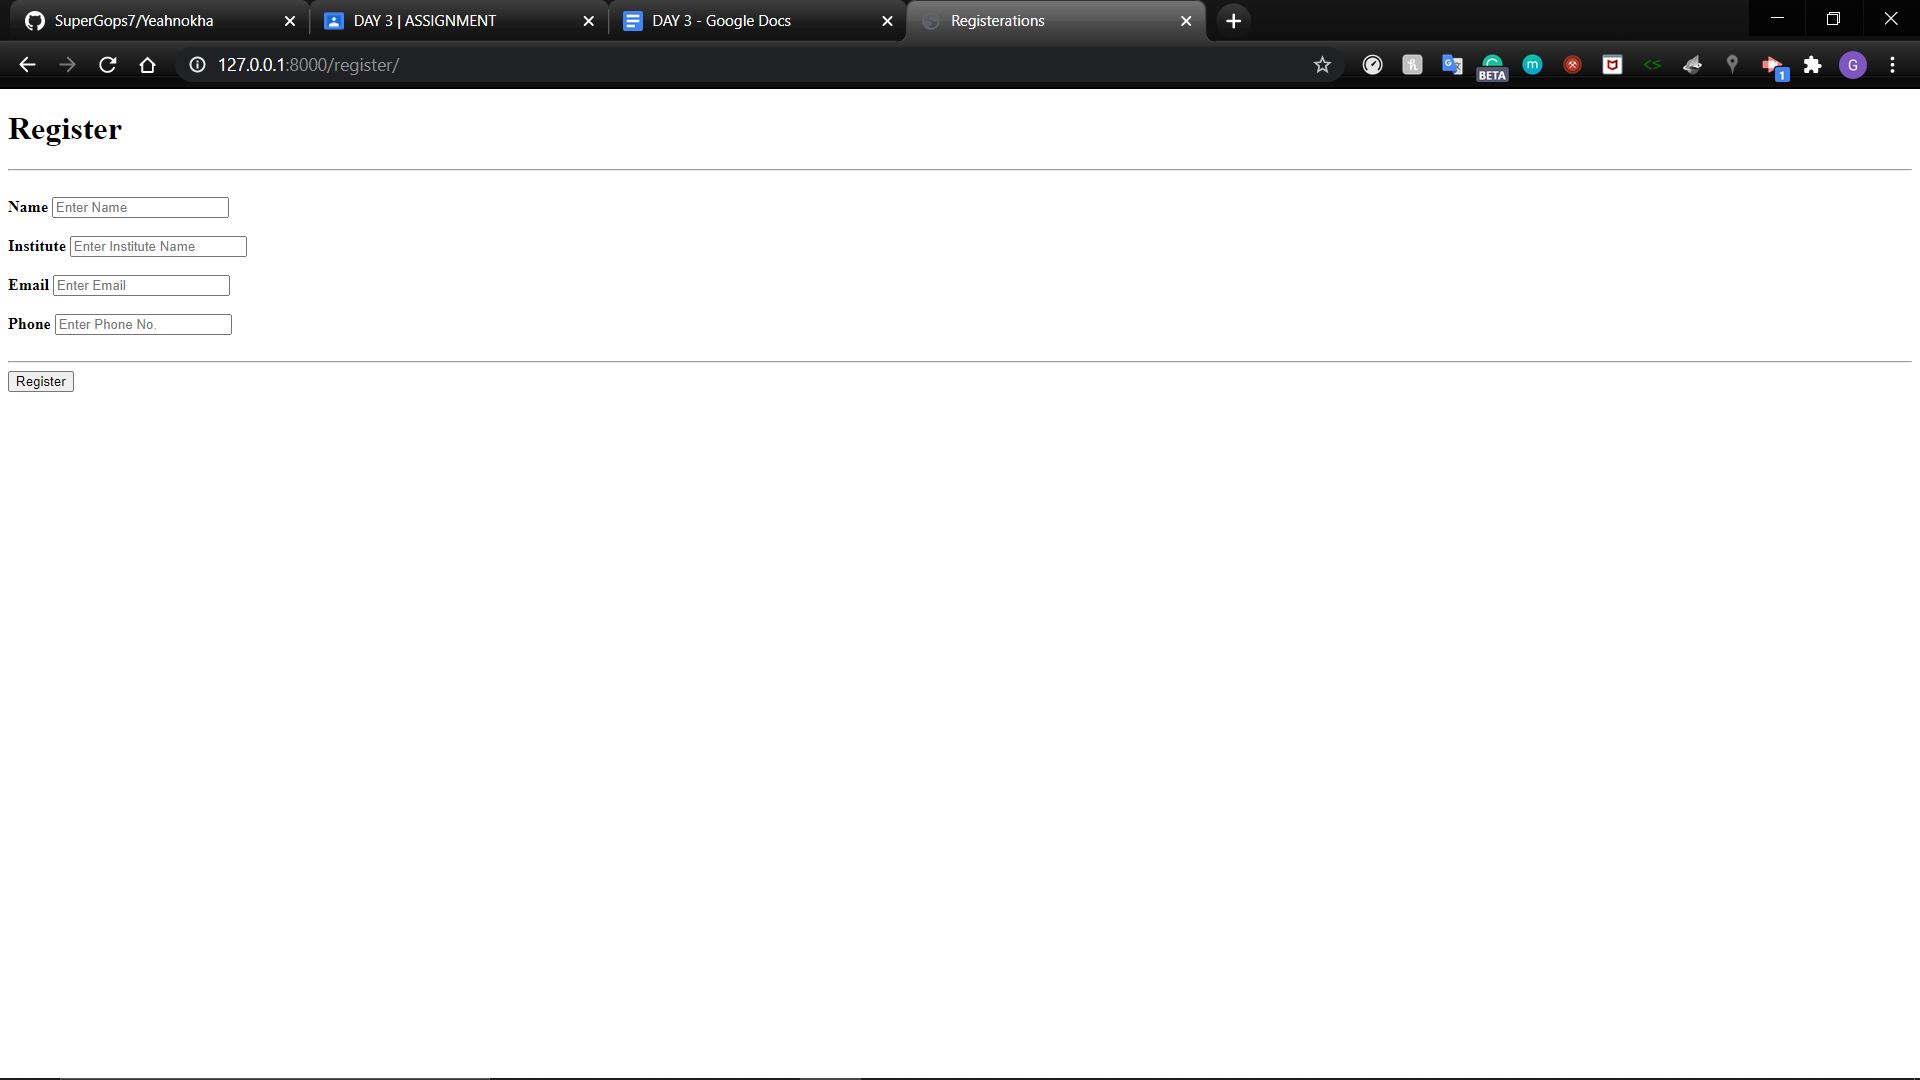 SuperGops7/Yeahnokha
DAY 3 | ASSIGNMENT
DAY 3 - Google Docs
Registerations
127.0.0.1:8000/register/
BETA
m
<s
1
G
Register
Name Enter Name
Institute Enter Institute Name
Email Enter Email
Phone Enter Phone No.
Register